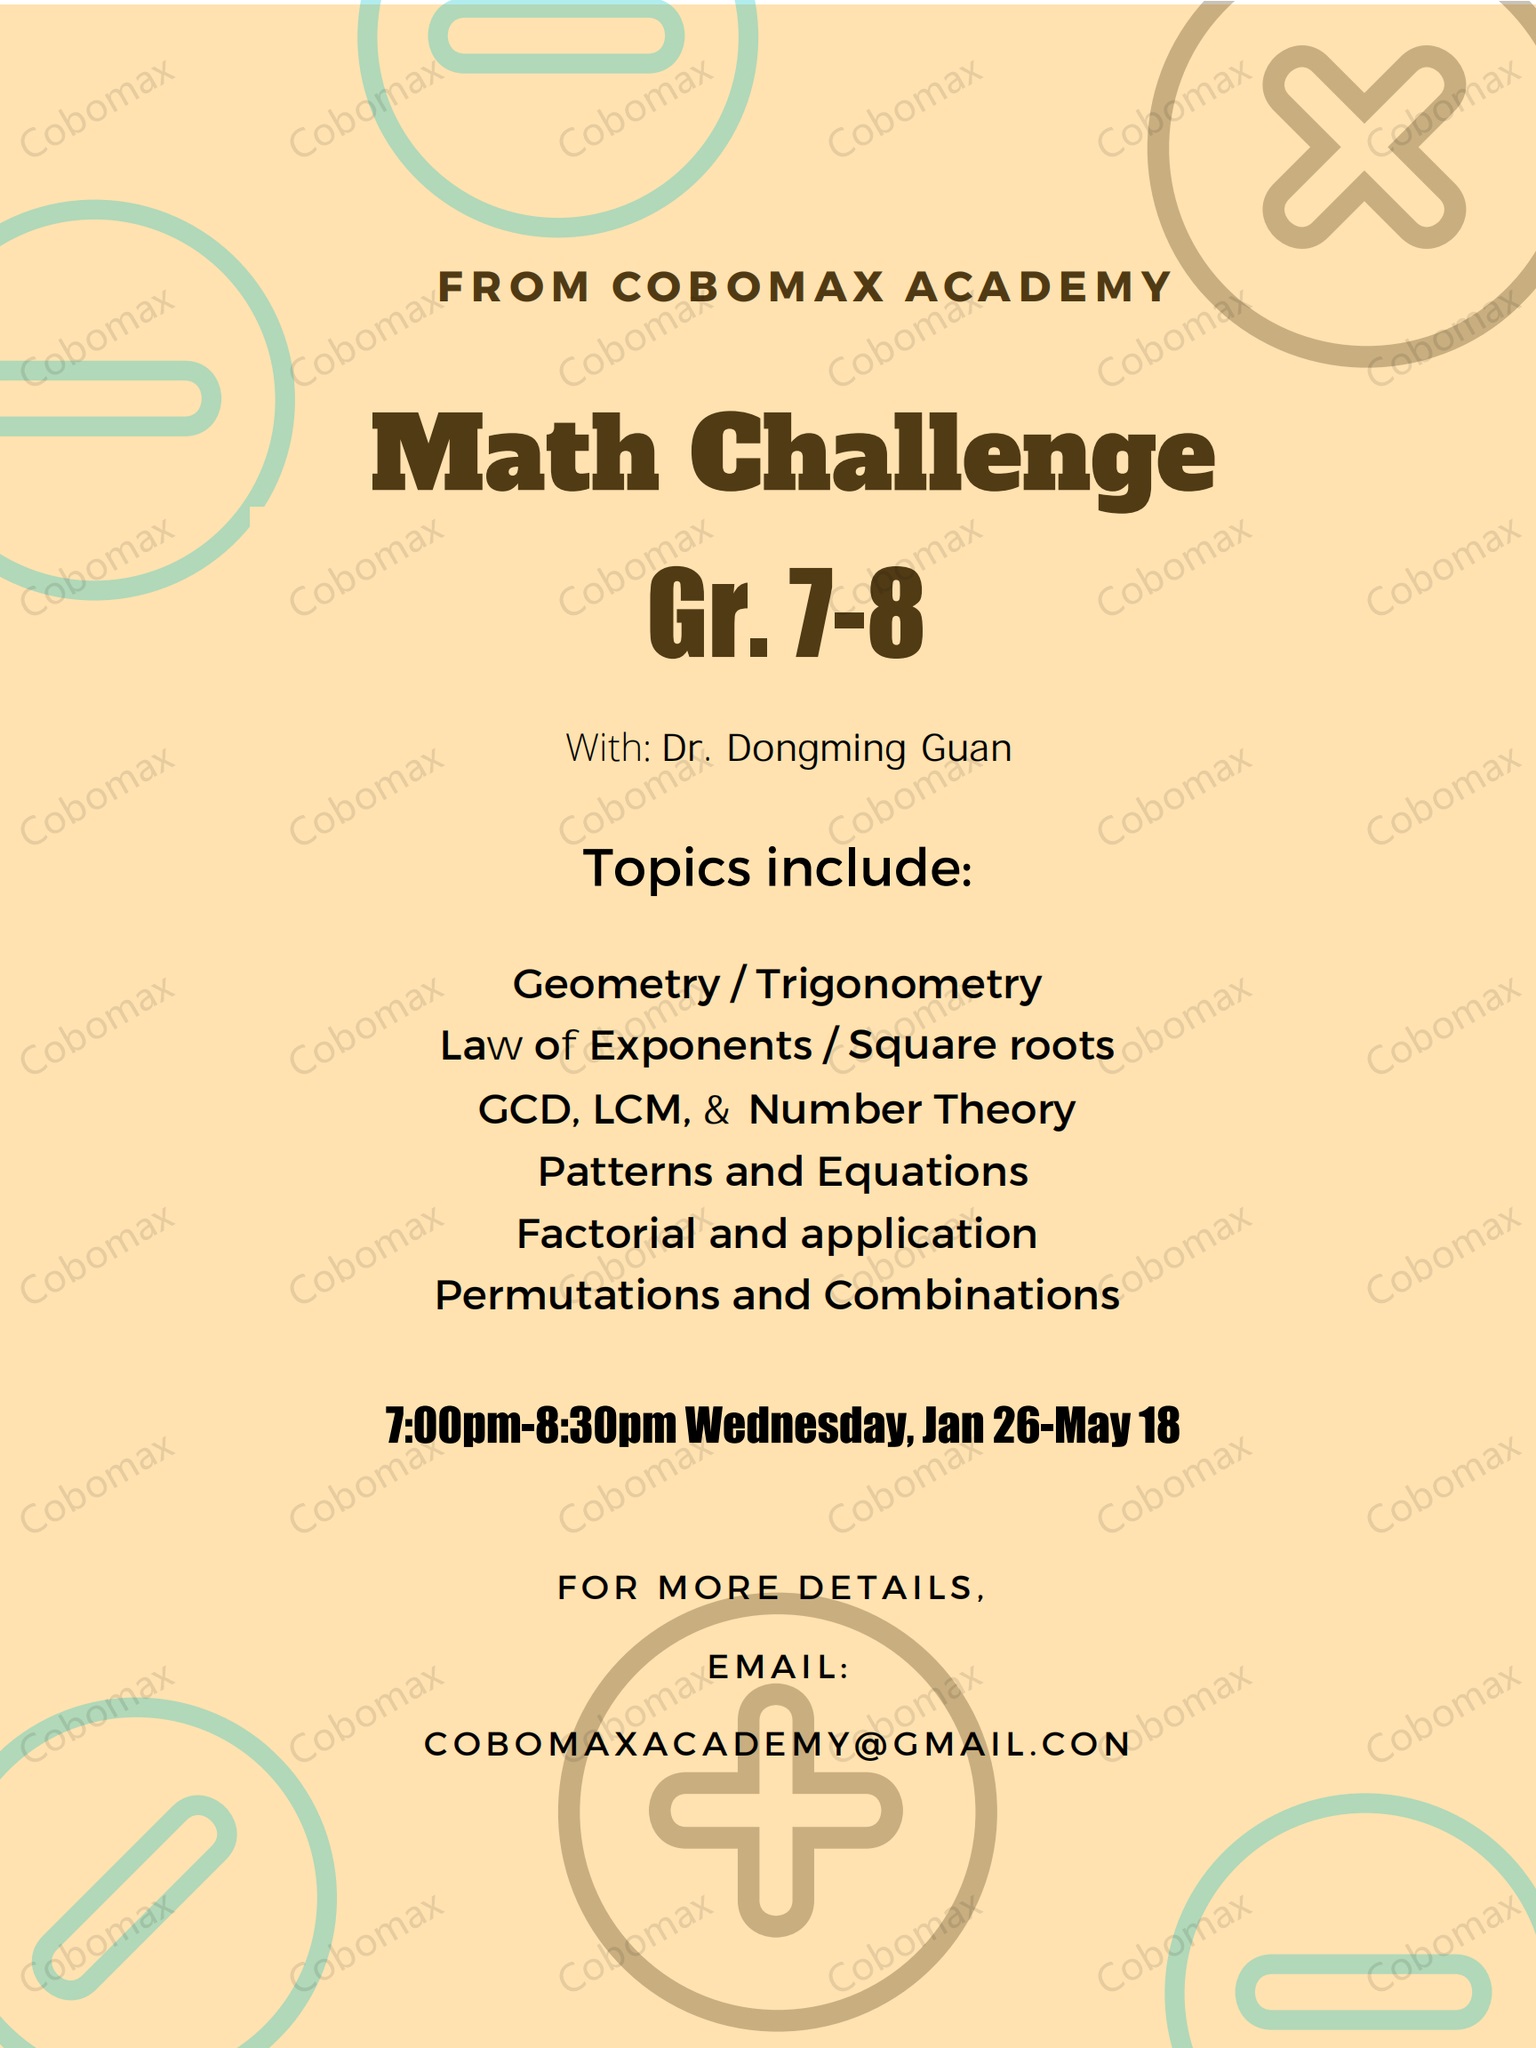 FROM COBOMAX ACADEMY
Math Challenge
Gr. 7-8
With: Dr. Dongming Guan
Topics include:
Geometry / Trigonometry
Law of Exponents / Square roots
GCD, LCM, & Number Theory
Patterns and Equations
Factorial and application
Permutations and Combinations
7:00pm-8:30pm Wednesday, Jan 26-May 18
FOR MORE DETAILS,
EMAIL:
COBOMAXACADEMY@GMAIL.CON
Cobomax